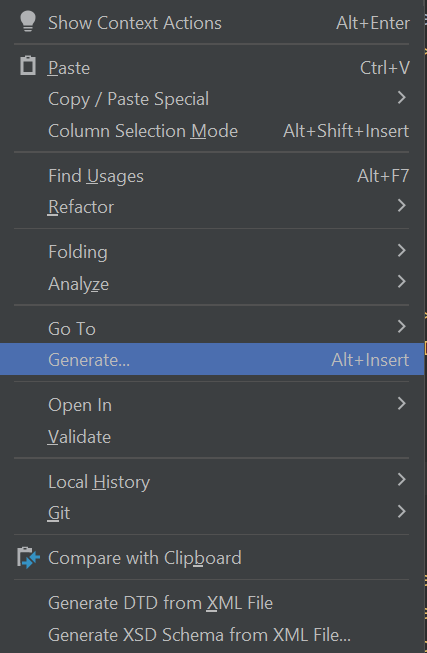 Show Context Actions Alt+Enter
Paste Ctrl+V
Copy / Paste Special
Column Selection Mode Alt+Shift+Insert
Find Usages Alt+F7
Refactor
Folding
Analyze
Go To
Generate... Alt+Insert
Open In
Validate
Local History
Git
Compare with Clipboard
Generate DTD from XML File
Generate XSD Schema from XML File...